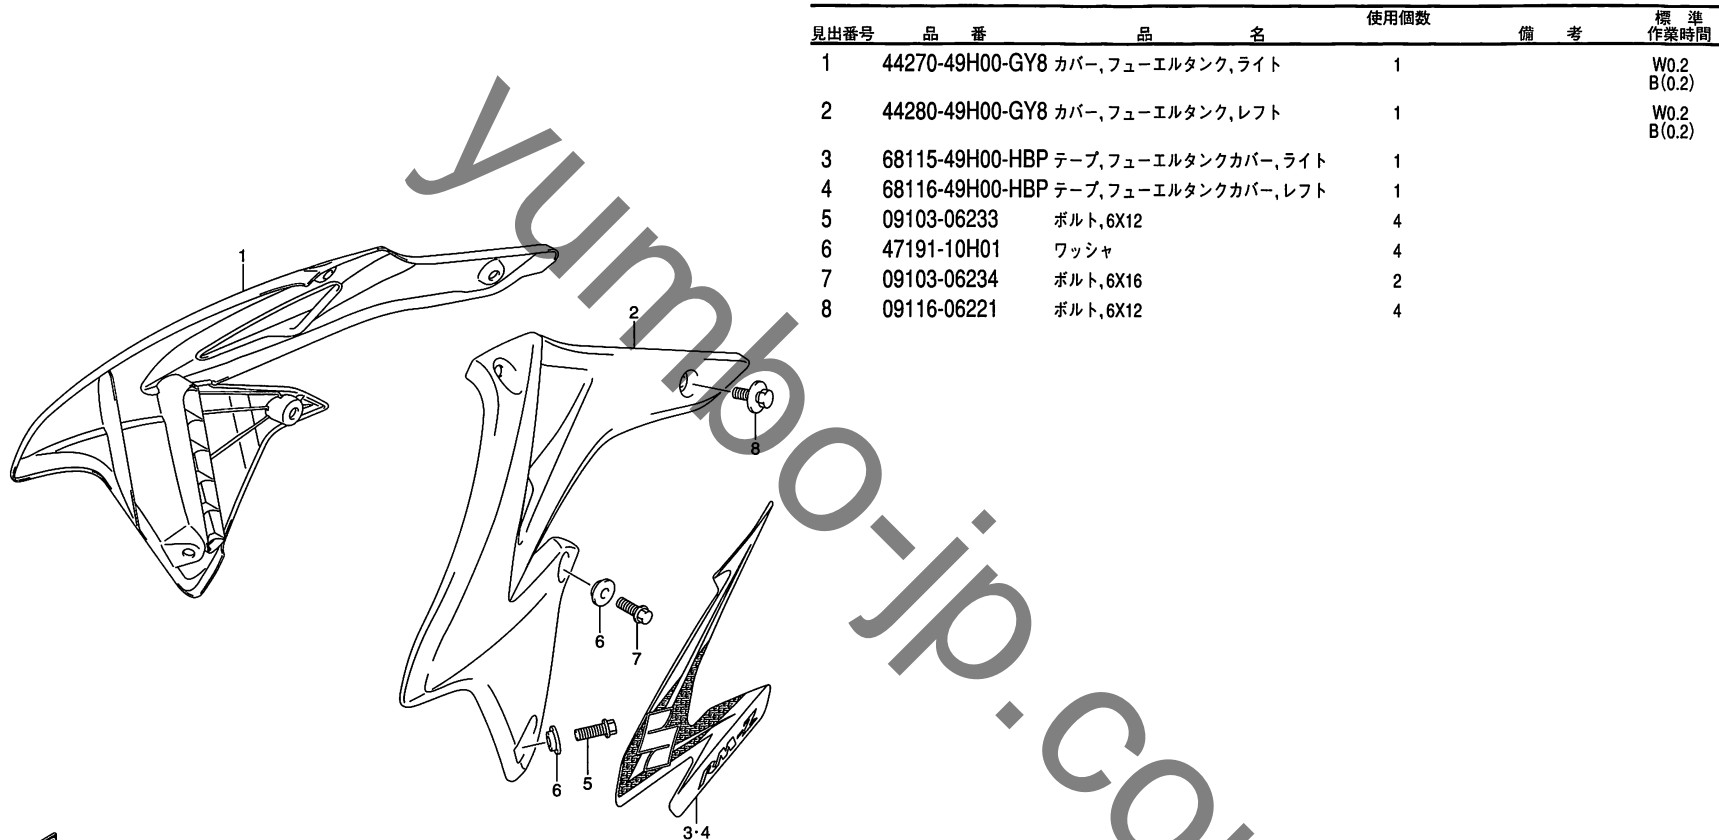 使用個数 標 準
見出番号 品 番 品 名 備 考 作業時間
1 44270-49H00-GY8 カバー,フューエルタンク,ライト 1 W0.2
B(0.2)
2 44280-49H00-GY8 カバー,フューエルタンク,レフト 1 W0.2
B(0.2)
3 68115-49H00-HBP テープ,フューエルタンクカバー,ライト 1
4 68116-49H00-HBP テープ,フューエルタンクカバー,レフト 1
5 09103-06233 ボルト,6X12 4
6 47191-10H01 ワッシャ 4
7 09103-06234 ボルト,6X16 2
8 09116-06221 ボルト,6X12 4
1
2
8
6
7
RM-Z
6
5
3·4
yumbo-jp.co